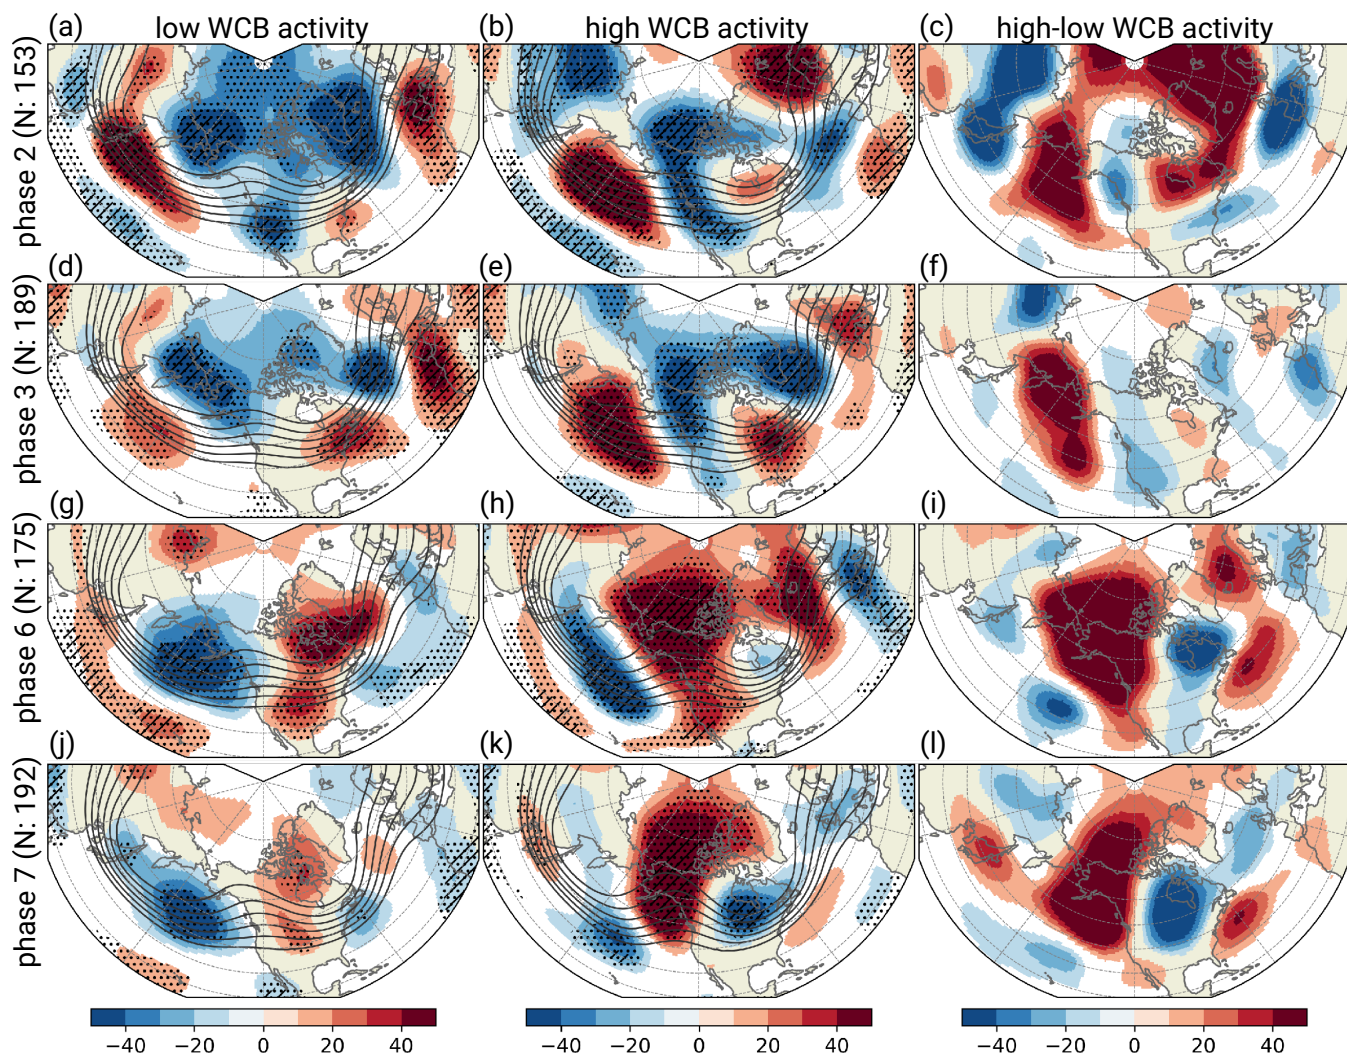 (a) low WCB activity
(b) high WCB activity
(c) high-low WCB activity
phase 2 (N: 153)
(d)
(e)
(f)
phase 3 (N: 189)
(g)
(h)
(i)
phase 6 (N: 175)
(j)
(k)
(l)
phase 7 (N: 192)
−40 −20 0 20 40
−40 −20 0 20 40
−40 −20 0 20 40